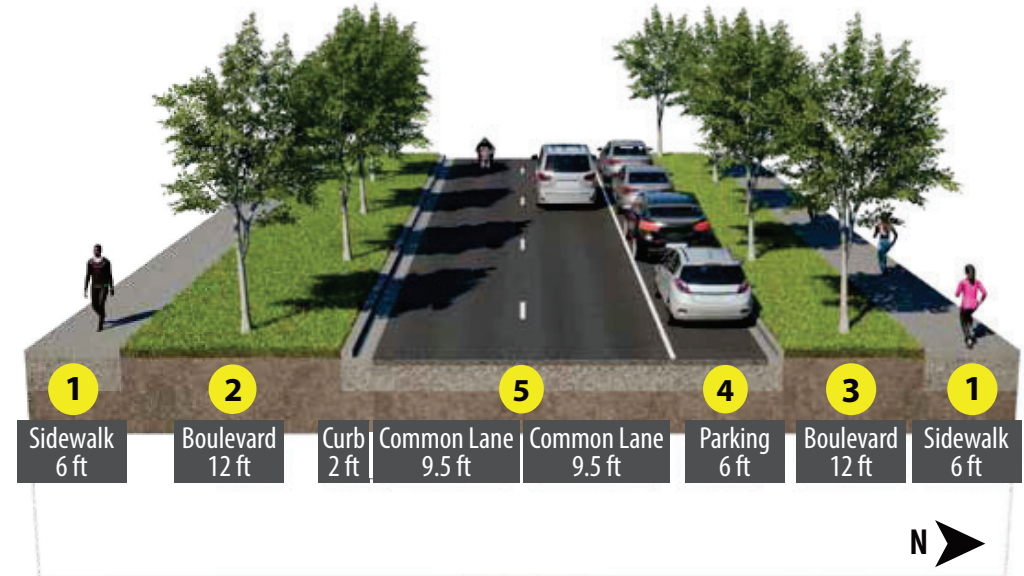 1
2
5
4
3
1
Sidewalk
6 ft
Boulevard
12 ft
Curb
2 ft
Common Lane
9.5 ft
Common Lane
9.5 ft
Parking
6 ft
Boulevard
12 ft
Sidewalk
6 ft
N